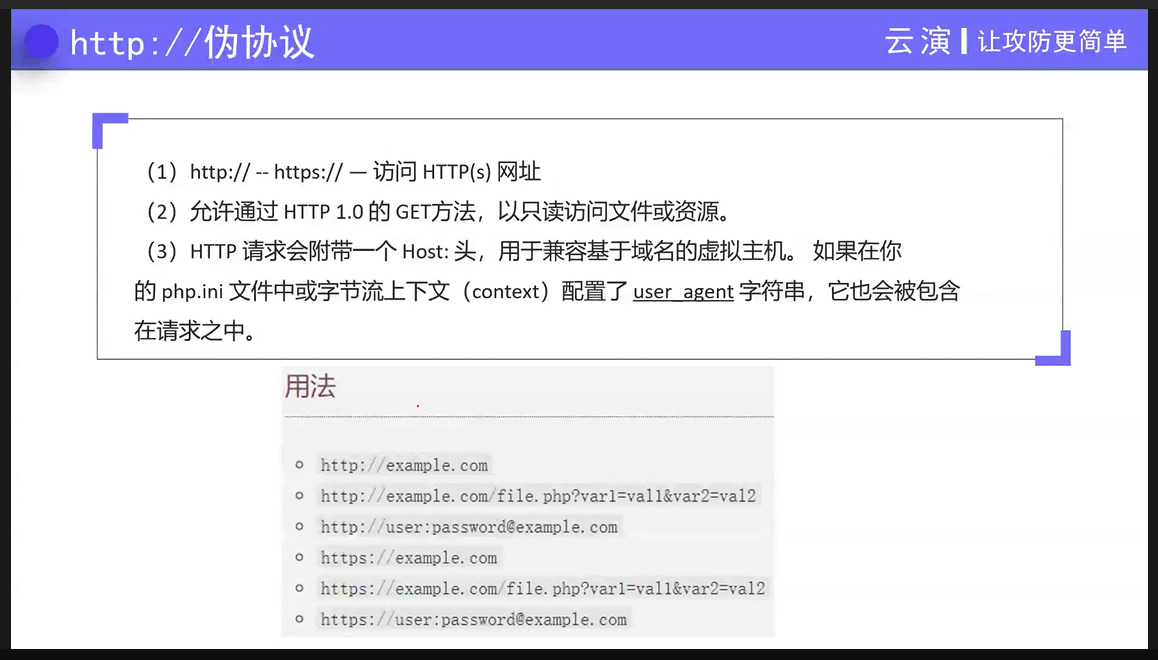 http://伪协议
云演 让攻防更简单
（1）http:// -- https:// — 访问 HTTP(s) 网址
（2）允许通过 HTTP 1.0 的 GET方法，以只读访问文件或资源。
（3）HTTP 请求会附带一个 Host: 头，用于兼容基于域名的虚拟主机。 如果在你
的 php.ini 文件中或字节流上下文（context）配置了 user_agent 字符串，它也会被包含
在请求之中。
用法
http://example.com
http://example.com/file.php?var1=val1&var2=val2
http://user:password@example.com
https://example.com
https://example.com/file.php?var1=val1&var2=val2
https://user:password@example.com